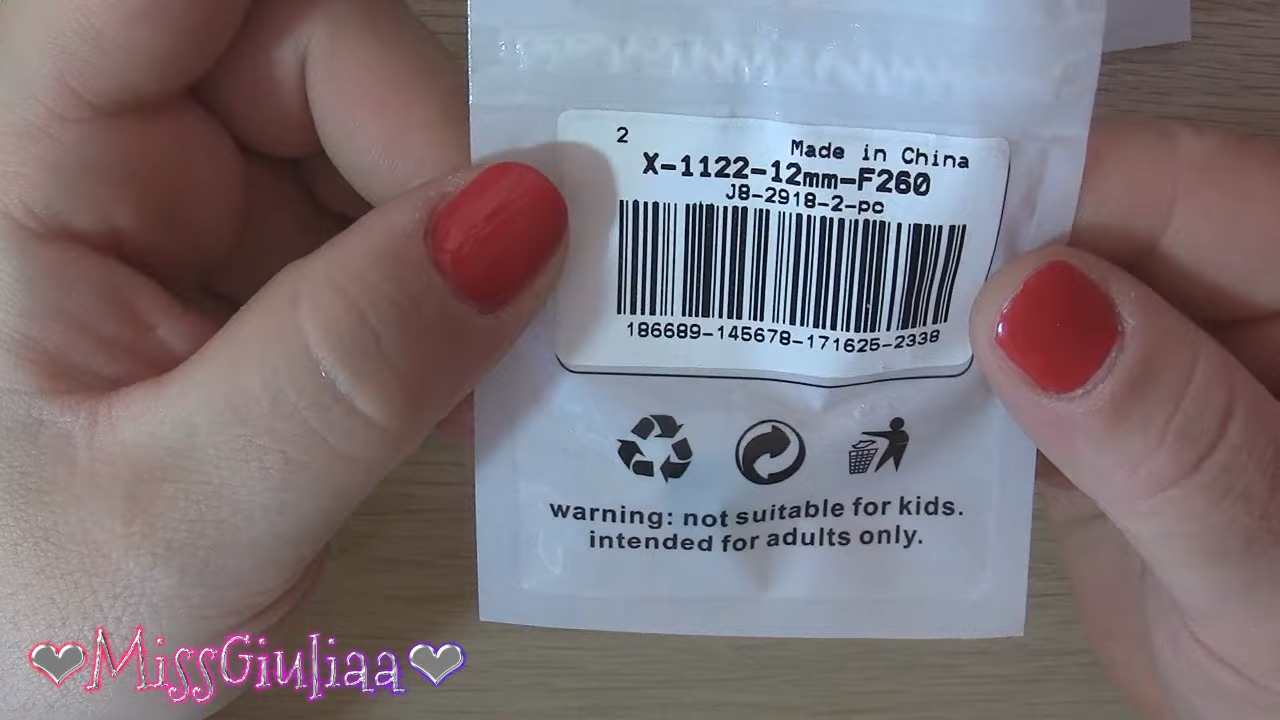 2
Made in China
X-1122-12mm-F260
J8-2918-2-pc
186689-145678-171625-2338
warning: not suitable for kids.
intended for adults only.
MissGiuliaa